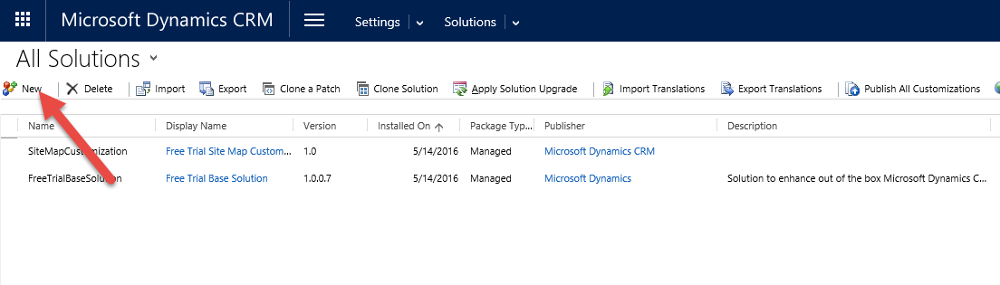 Microsoft Dynamics CRM Settings Solutions
All Solutions
New Delete Import Export Clone a Patch Clone Solution Apply Solution Upgrade Import Translations Export Translations Publish All Customizations
Name Display Name Version Installed On Package Typ... Publisher Description
SiteMapCustomization Free Trial Site Map Custom... 1.0 5/14/2016 Managed Microsoft Dynamics CRM
FreeTrialBaseSolution Free Trial Base Solution 1.0.0.7 5/14/2016 Managed Microsoft Dynamics Solution to enhance out of the box Microsoft Dynamics C...